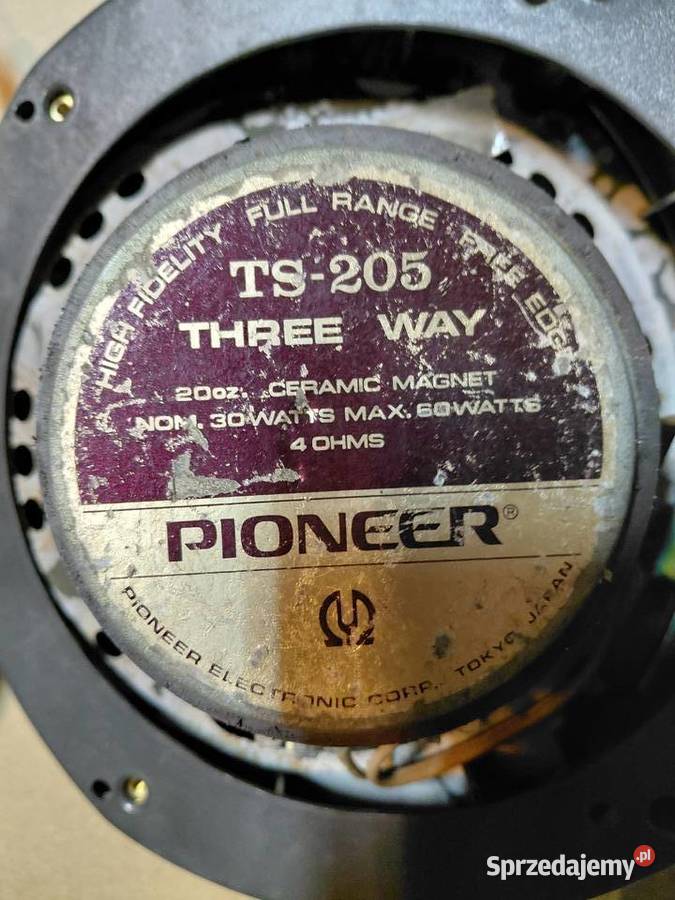 HIGH FIDELITY FULL RANGE FREE EDGE
TS-205
THREE WAY
20oz. CERAMIC MAGNET
NOM. 30 WATTS MAX. 60 WATTS
4 OHMS
PIONEER®
PIONEER ELECTRONIC CORP. TOKYO JAPAN
Sprzedajemy.pl